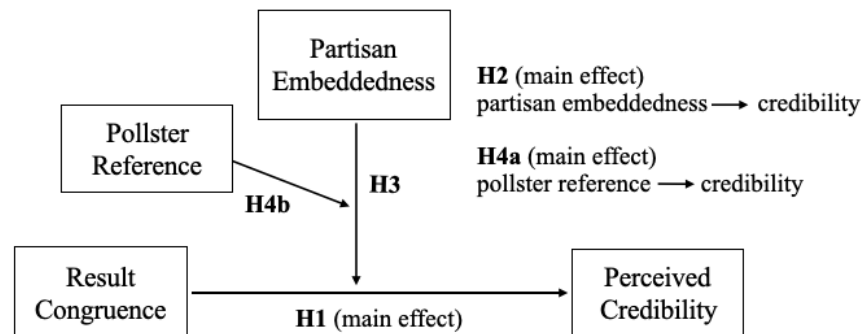 Partisan
Embeddedness
H2 (main effect)
partisan embeddedness → credibility
Pollster
Reference
H4a (main effect)
pollster reference → credibility
H3
H4b
Result
Congruence
Perceived
Credibility
H1 (main effect)